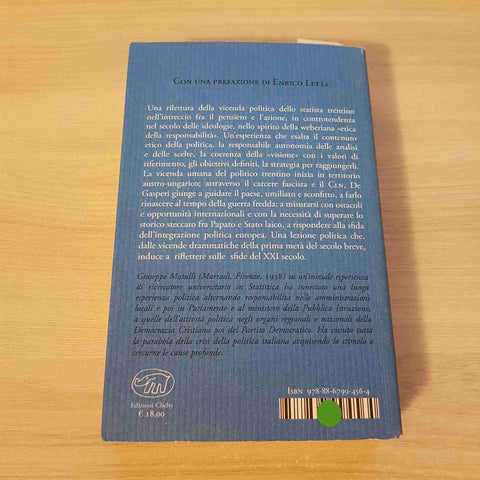 Con una prefazione di Enrico Letta
Una rilettura della vicenda politica dello statista trentino
nell'intreccio fra il pensiero e l'azione, in controtendenza
nel secolo delle ideologie, nello spirito della weberiana «etica
della responsabilità». Un'esperienza che esalta il contenuto
etico della politica, la responsabile autonomia delle analisi
e delle scelte, la coerenza della «visione» con i valori di
riferimento, gli obiettivi definiti, la strategia per raggiungerli.
La vicenda umana del politico trentino inizia in territorio
austro-ungarico; attraverso il carcere fascista e il Cln, De
Gasperi giunge a guidare il paese, umiliato e sconfitto, a farlo
rinascere al tempo della guerra fredda; a misurarsi con ostacoli
e opportunità internazionali e con la necessità di superare lo
storico steccato fra Papato e Stato laico, a rispondere alla sfida
dell'integrazione politica europea. Una lezione politica che,
dalle vicende drammatiche della prima metà del secolo breve,
induce a riflettere sulle sfide del XXI secolo.
Giuseppe Matulli (Marradi, Firenze, 1938) su un'iniziale esperienza
di ricercatore universitario in Statistica ha innestato una lunga
esperienza politica alternando responsabilità nelle amministrazioni
locali e poi in Parlamento e al ministero della Pubblica Istruzione,
a quelle dell'attività politica negli organi regionali e nazionali della
Democrazia Cristiana poi del Partito Democratico. Ha vissuto tutta
la parabola della crisi della politica italiana acquisendo lo stimolo a
cercarne le cause profonde.
Edizioni Clichy
€ 18,00
Isbn 978-88-6799-456-4